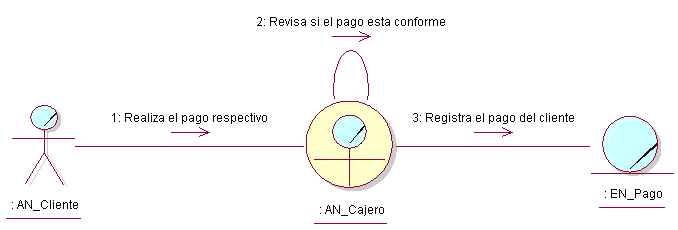 2: Revisa si el pago esta conforme
1: Realiza el pago respectivo
3: Registra el pago del cliente
: AN_Cliente
: AN_Cajero
: EN_Pago